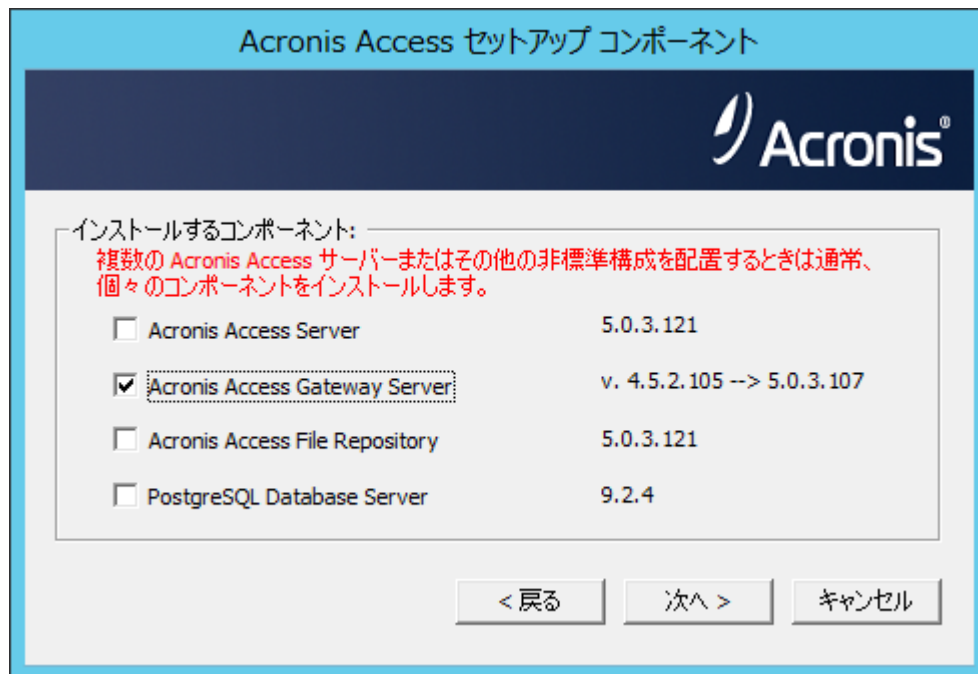 Acronis Access セットアップ コンポーネント
Acronis®
インストールするコンポーネント:
複数の Acronis Access サーバーまたはその他の非標準構成を配置するときは通常、
個々のコンポーネントをインストールします。
Acronis Access Server 5.0.3.121
Acronis Access Gateway Server v. 4.5.2.105 --> 5.0.3.107
Acronis Access File Repository 5.0.3.121
PostgreSQL Database Server 9.2.4
< 戻る 次へ > キャンセル